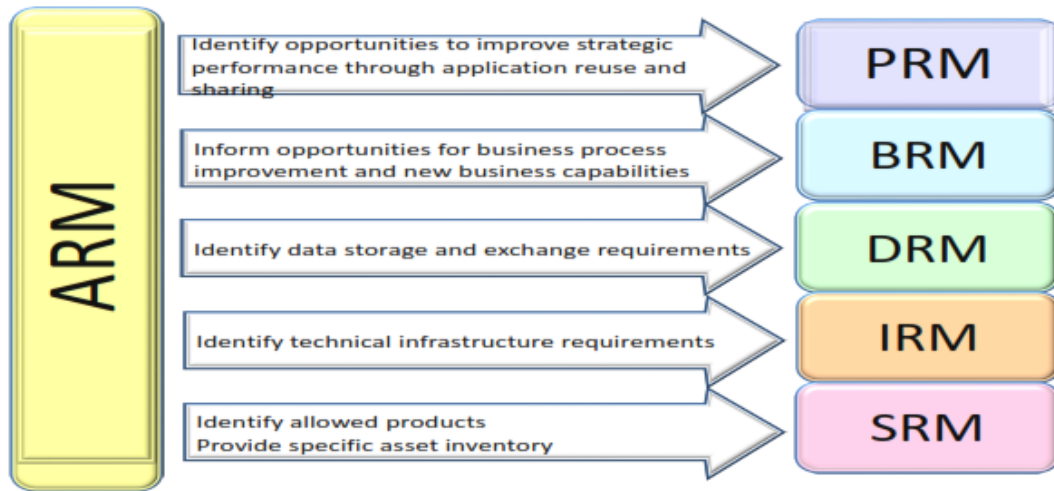 ARM
Identify opportunities to improve strategic
performance through application reuse and
sharing
PRM
Inform opportunities for business process
improvement and new business capabilities
BRM
Identify data storage and exchange requirements
DRM
Identify technical infrastructure requirements
IRM
Identify allowed products
Provide specific asset inventory
SRM